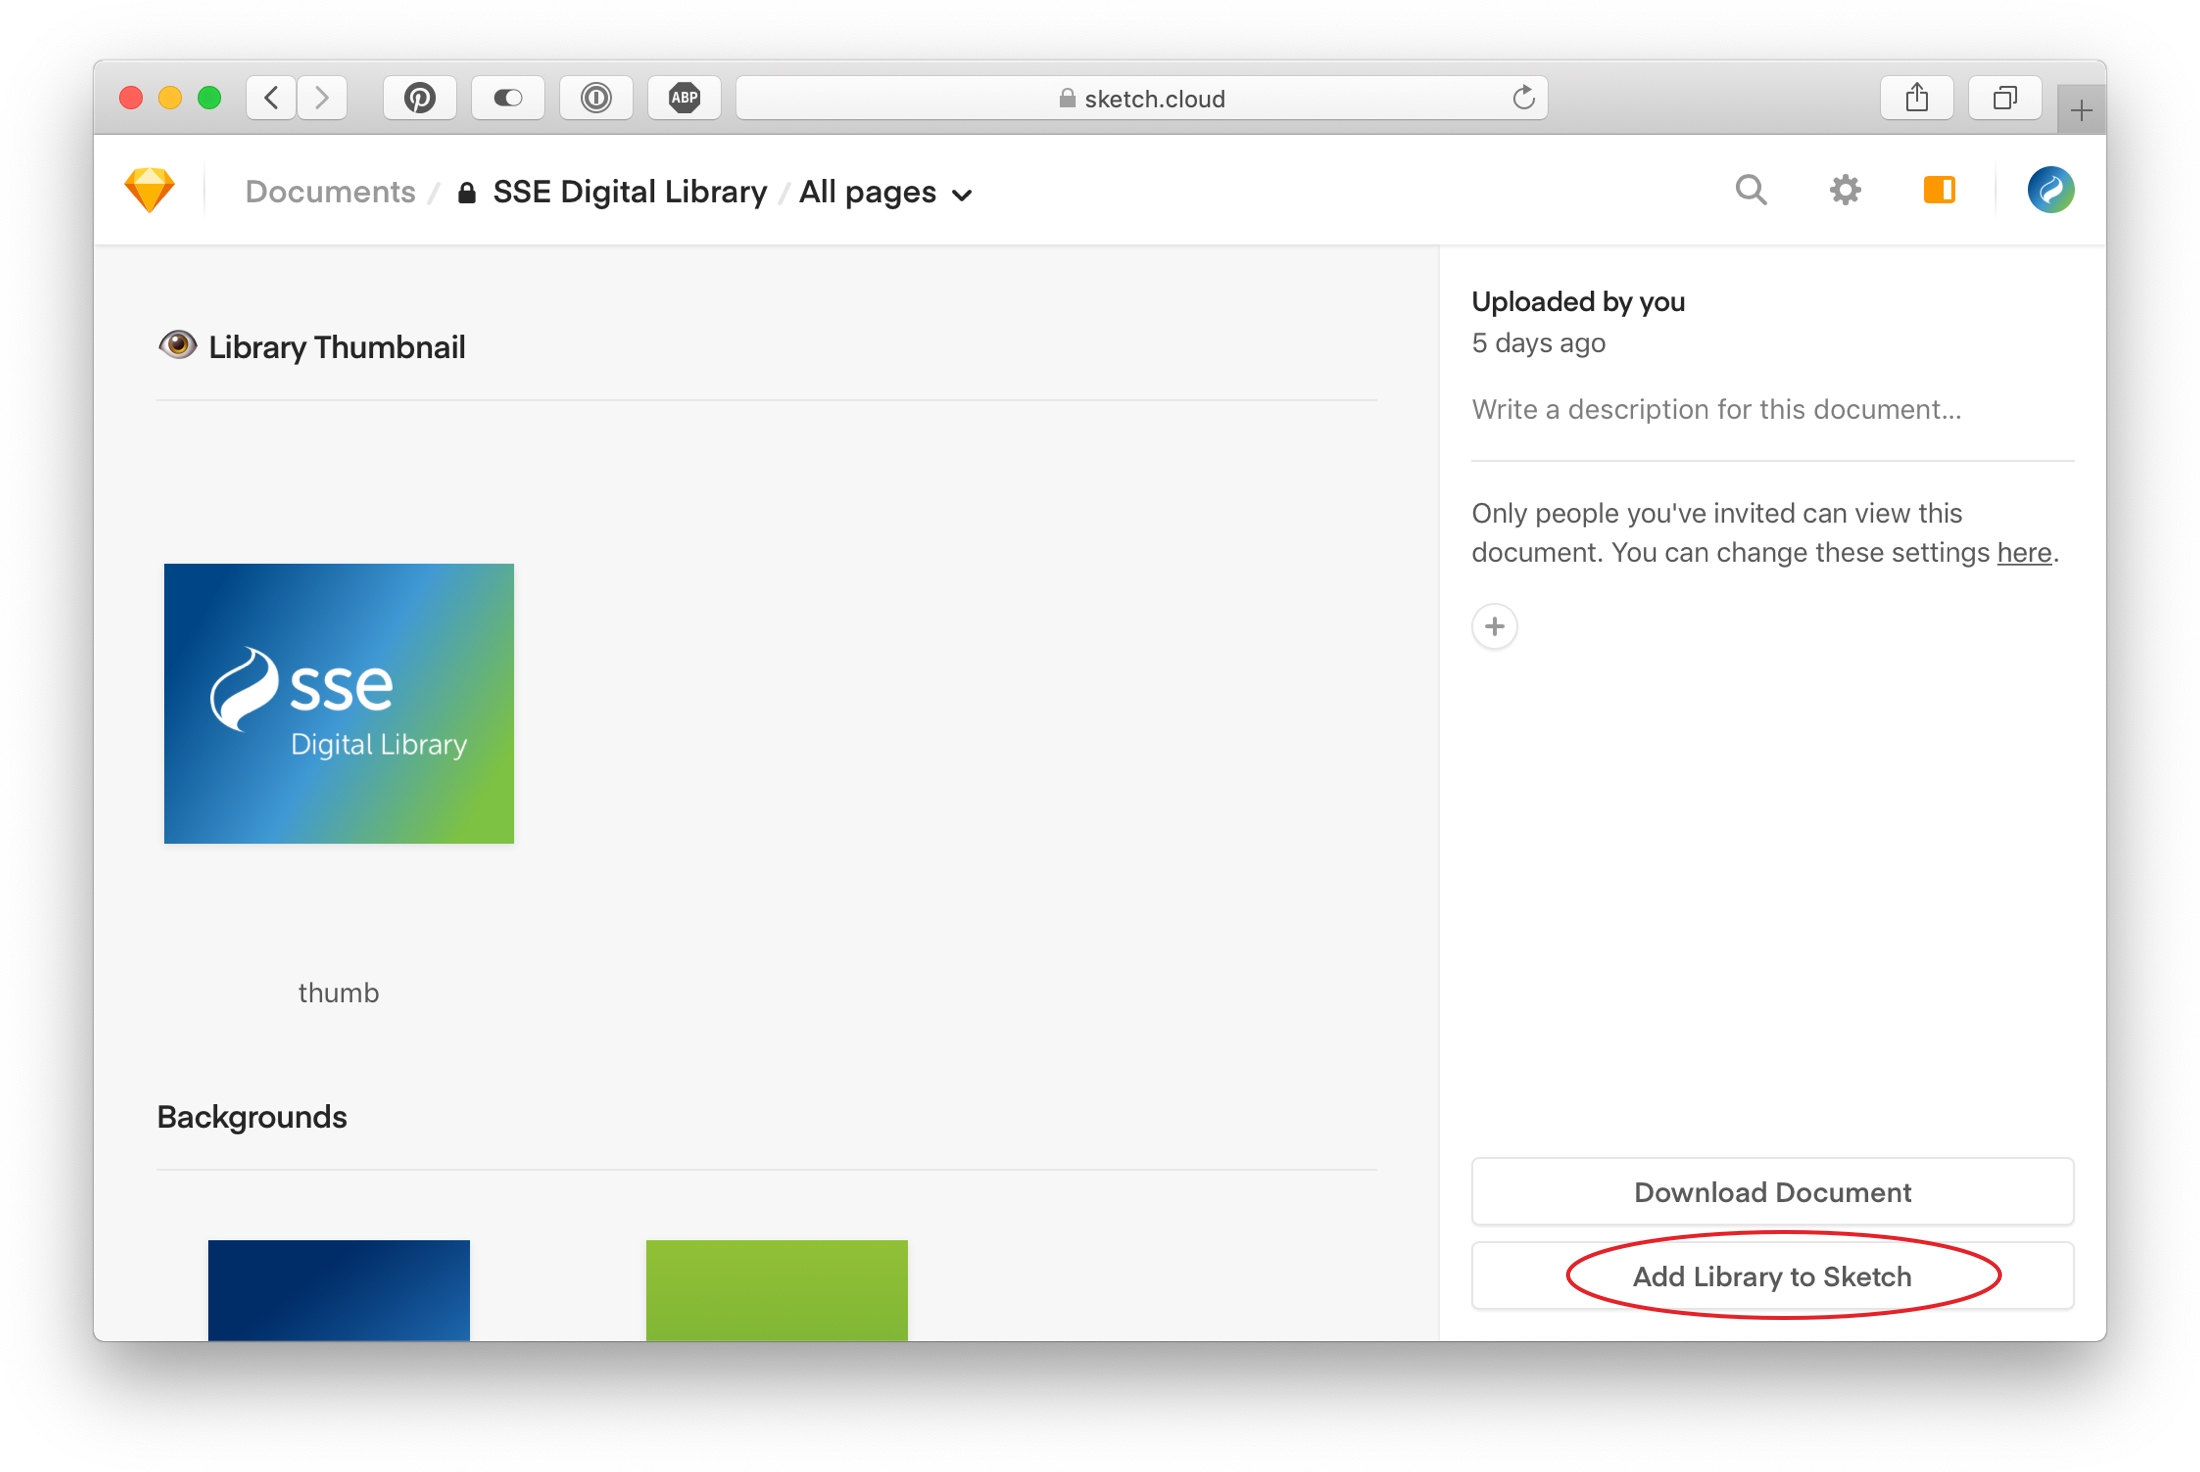 ABP
sketch.cloud
Documents / SSE Digital Library / All pages
Library Thumbnail
sse
Digital Library
thumb
Backgrounds
Uploaded by you
5 days ago
Write a description for this document...
Only people you've invited can view this
document. You can change these settings here.
Download Document
Add Library to Sketch